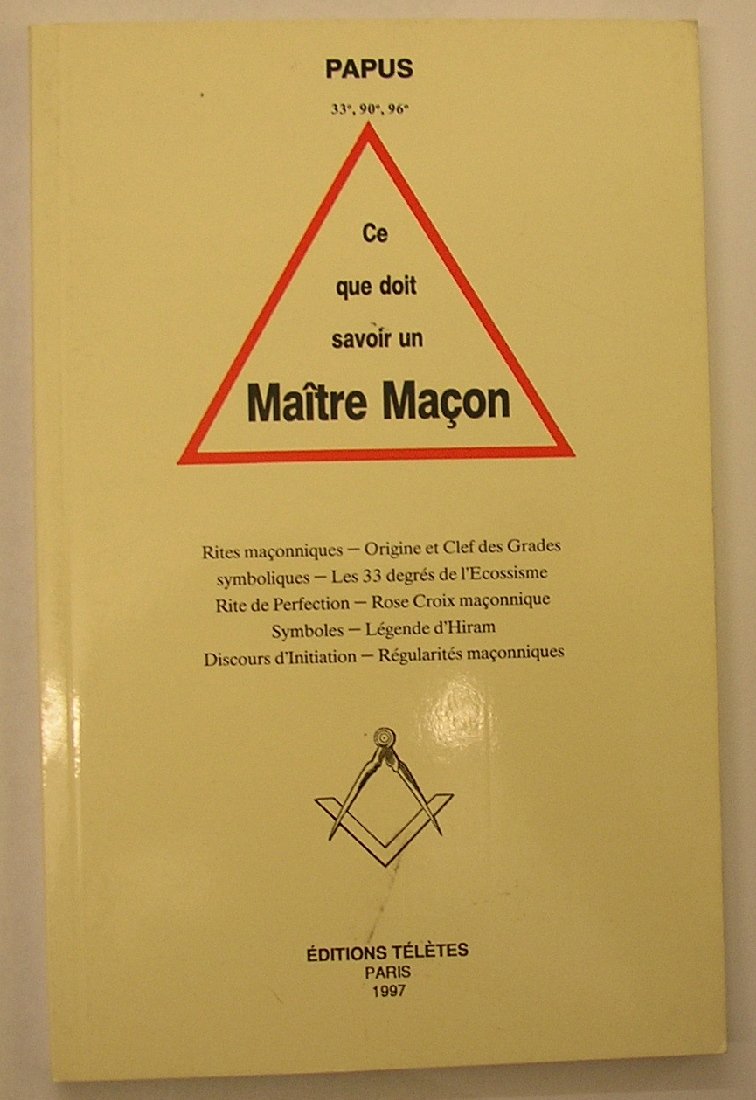 PAPUS
33°, 90°, 96°
Ce
que doit
savoir un
Maître Maçon
Rites maçonniques — Origine et Clef des Grades
symboliques — Les 33 degrés de l'Ecossisme
Rite de Perfection — Rose Croix maçonnique
Symboles — Légende d'Hiram
Discours d'Initiation — Régularités maçonniques
ÉDITIONS TÉLÈTES
PARIS
1997